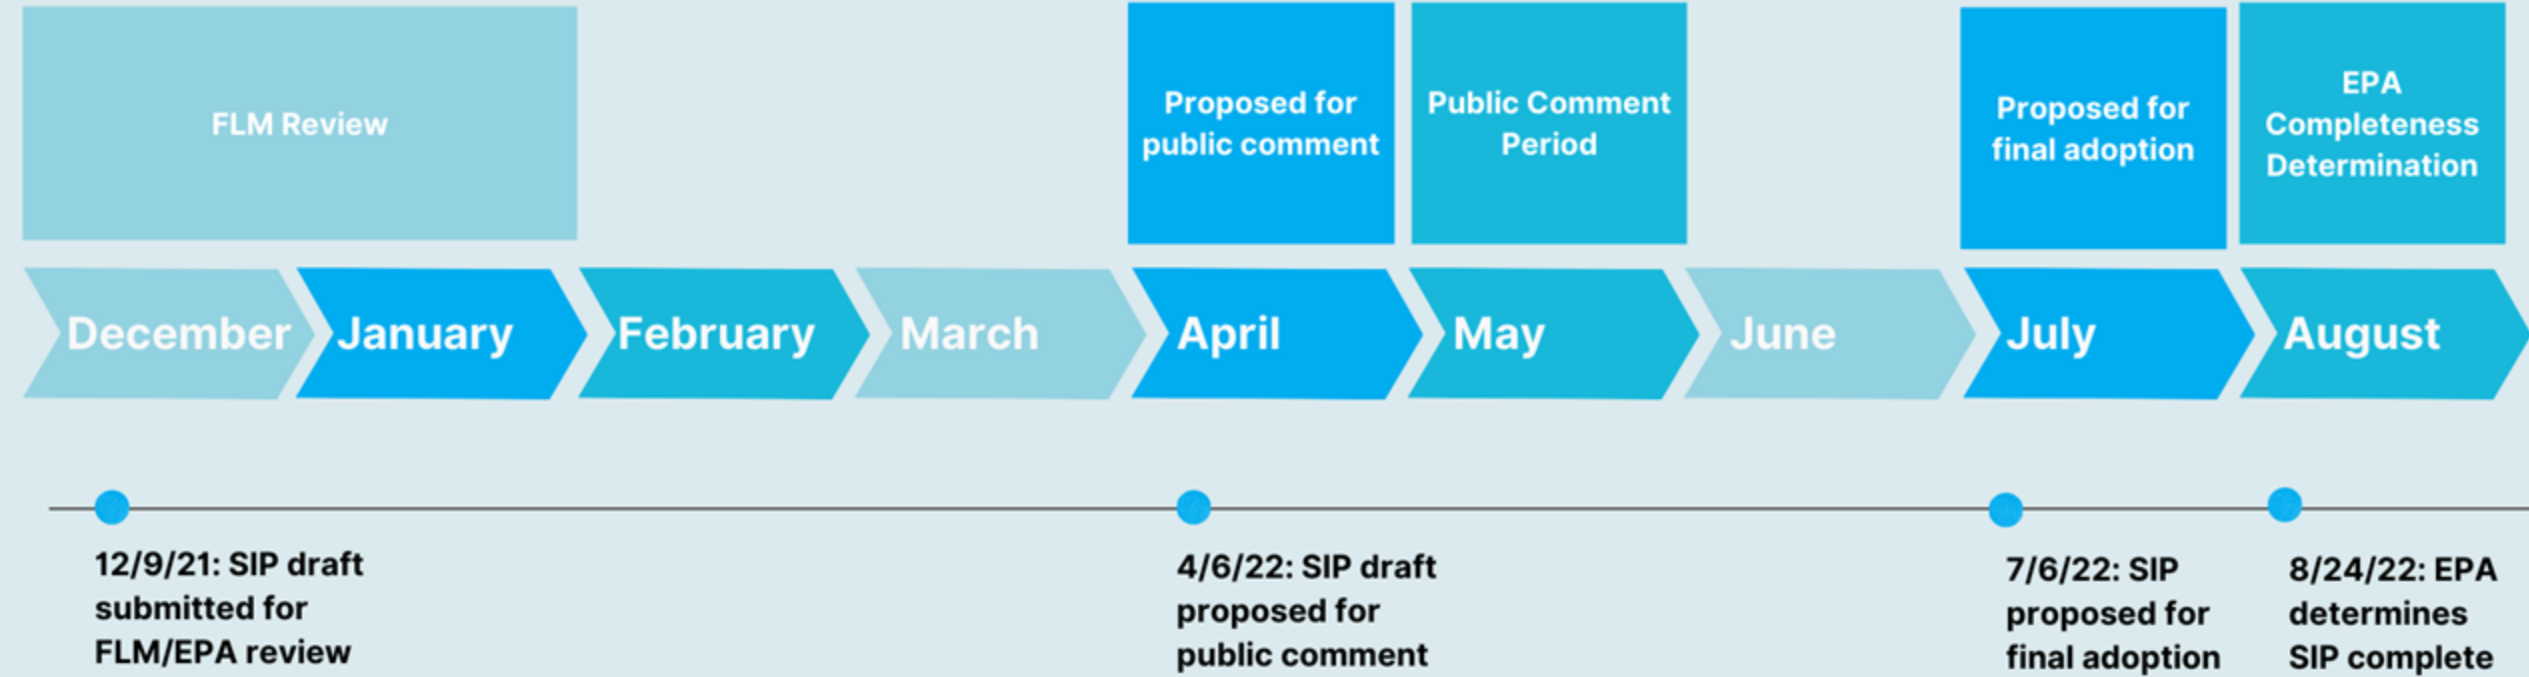 FLM Review
Proposed for
public comment
Public Comment
Period
Proposed for
final adoption
EPA
Completeness
Determination
December
January
February
March
April
May
June
July
August
12/9/21: SIP draft
submitted for
FLM/EPA review
4/6/22: SIP draft
proposed for
public comment
7/6/22: SIP
proposed for
final adoption
8/24/22: EPA
determines
SIP complete